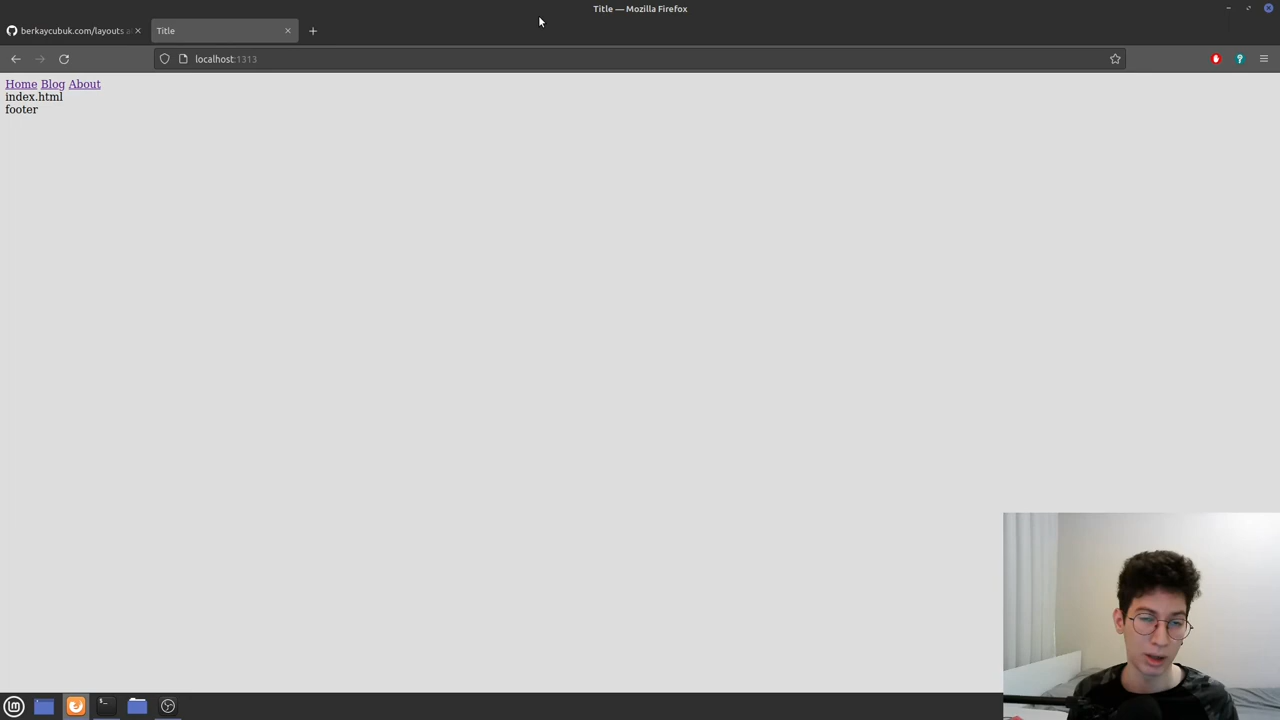 Title — Mozilla Firefox
berkaycubuk.com/layouts a
Title
localhost:1313
Home Blog About
index.html
footer